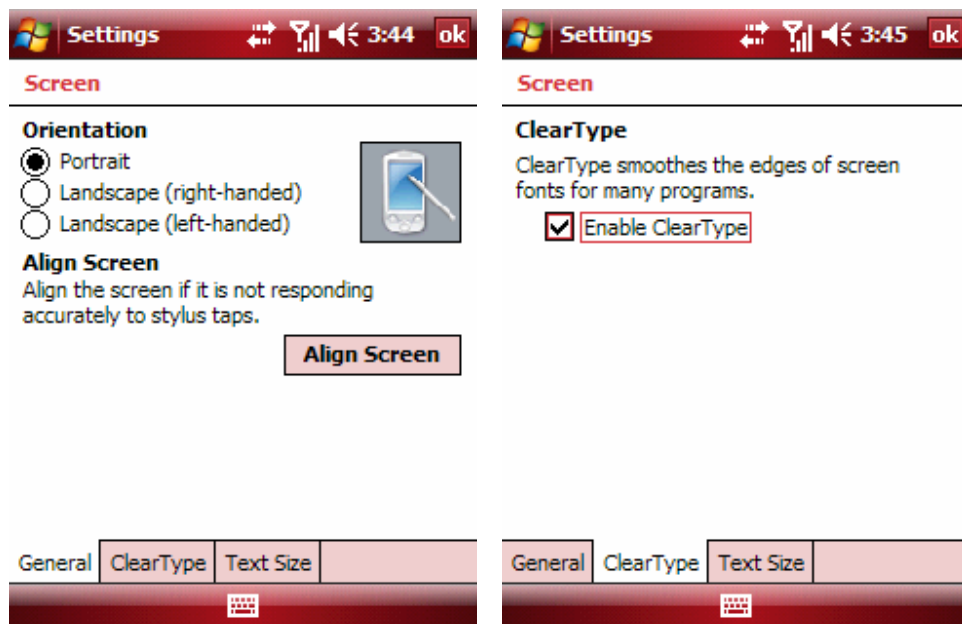 Settings 3:44 ok
Screen
Orientation
Portrait
Landscape (right-handed)
Landscape (left-handed)
Align Screen
Align the screen if it is not responding
accurately to stylus taps.
Align Screen
General ClearType Text Size
Settings 3:45 ok
Screen
ClearType
ClearType smoothes the edges of screen
fonts for many programs.
Enable ClearType
General ClearType Text Size